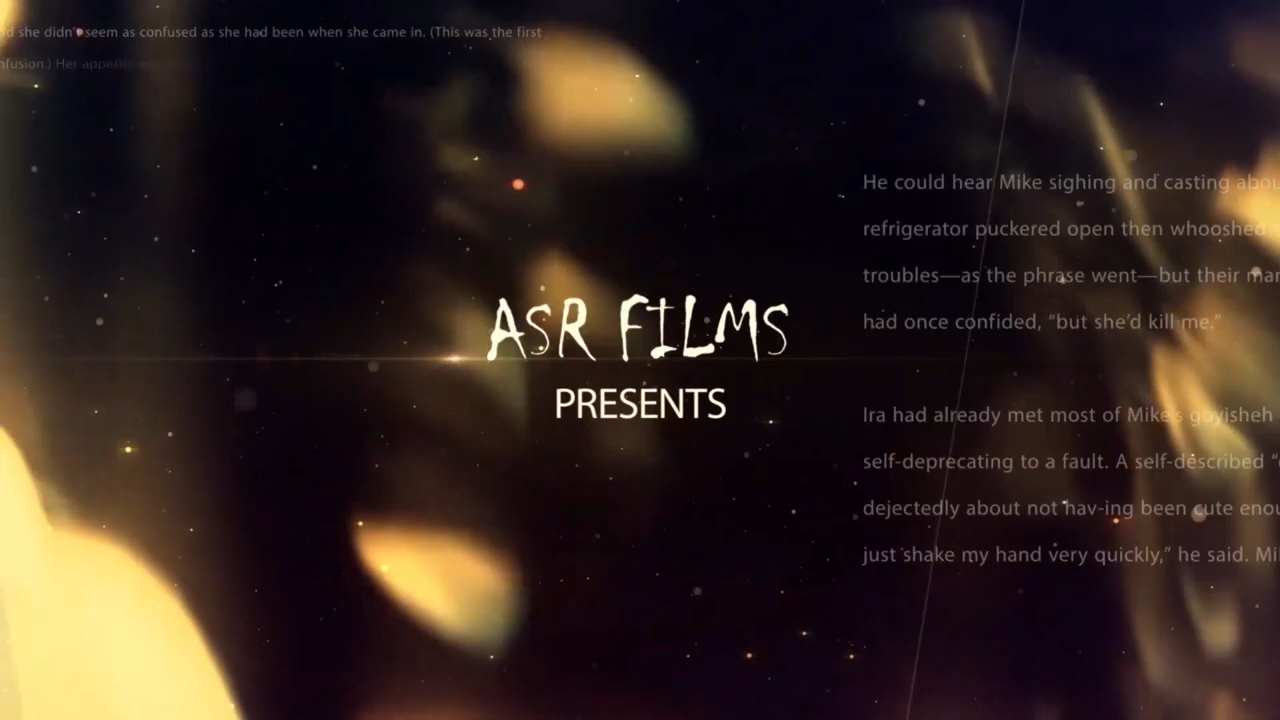 d she didn't seem as confused as she had been when she came in. (This was the first
nfusion.) Her appetite
ASR FILMS
PRESENTS
He could hear Mike sighing and casting abou
refrigerator puckered open then whooshed
troubles—as the phrase went—but their mar
had once confided, “but she’d kill me.”
Ira had already met most of Mike’s goyisheh
self-deprecating to a fault. A self-described “
dejectedly about not hav-ing been cute enou
just shake my hand very quickly,” he said. Mi